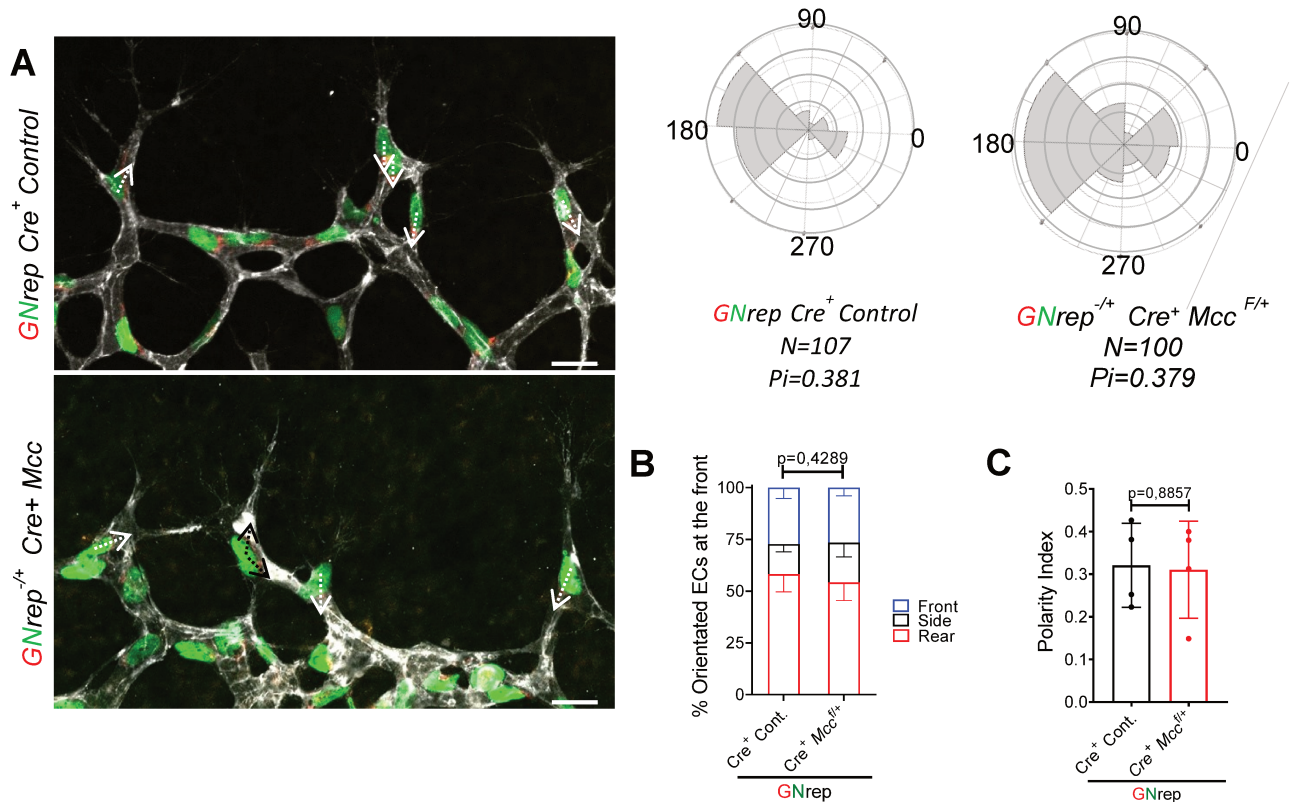 A
GNrep Cre+ Control
GNrep-/+ Cre+ Mcc
90
180
0
270
GNrep Cre+ Control
N=107
Pi=0.381
90
180
0
270
GNrep-/+ Cre+ Mcc F/+
N=100
Pi=0.379
B
p=0,4289
% Orientated ECs at the front
100
75
50
25
0
Front
Side
Rear
Cre+ Cont.
Cre+ Mccf/+
GNrep
C
p=0,8857
Polarity Index
0.5
0.4
0.3
0.2
0.1
0.0
Cre+ Cont.
Cre+ Mccf/+
GNrep